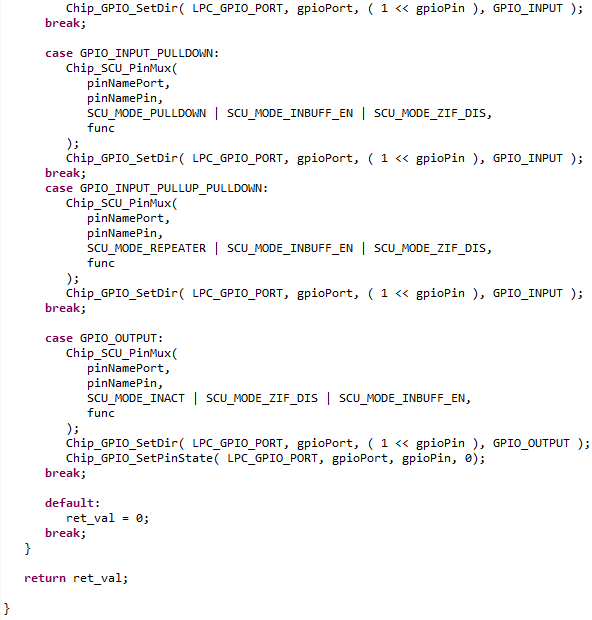 Chip_GPIO_SetDir( LPC_GPIO_PORT, gpioPort, ( 1 << gpioPin ), GPIO_INPUT );
break;
case GPIO_INPUT_PULLDOWN:
Chip_SCU_PinMux(
pinNamePort,
pinNamePin,
SCU_MODE_PULLDOWN | SCU_MODE_INBUFF_EN | SCU_MODE_ZIF_DIS,
func
);
Chip_GPIO_SetDir( LPC_GPIO_PORT, gpioPort, ( 1 << gpioPin ), GPIO_INPUT );
break;
case GPIO_INPUT_PULLUP_PULLDOWN:
Chip_SCU_PinMux(
pinNamePort,
pinNamePin,
SCU_MODE_REPEATER | SCU_MODE_INBUFF_EN | SCU_MODE_ZIF_DIS,
func
);
Chip_GPIO_SetDir( LPC_GPIO_PORT, gpioPort, ( 1 << gpioPin ), GPIO_INPUT );
break;
case GPIO_OUTPUT:
Chip_SCU_PinMux(
pinNamePort,
pinNamePin,
SCU_MODE_INACT | SCU_MODE_ZIF_DIS | SCU_MODE_INBUFF_EN,
func
);
Chip_GPIO_SetDir( LPC_GPIO_PORT, gpioPort, ( 1 << gpioPin ), GPIO_OUTPUT );
Chip_GPIO_SetPinState( LPC_GPIO_PORT, gpioPort, gpioPin, 0);
break;
default:
ret_val = 0;
break;
}
return ret_val;
}